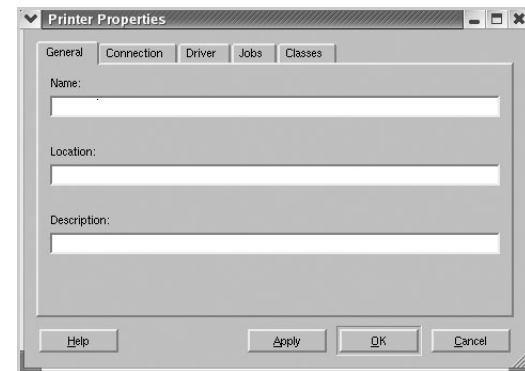 Printer Properties
General Connection Driver Jobs Classes
Name:
Location:
Description:
Help Apply OK Cancel